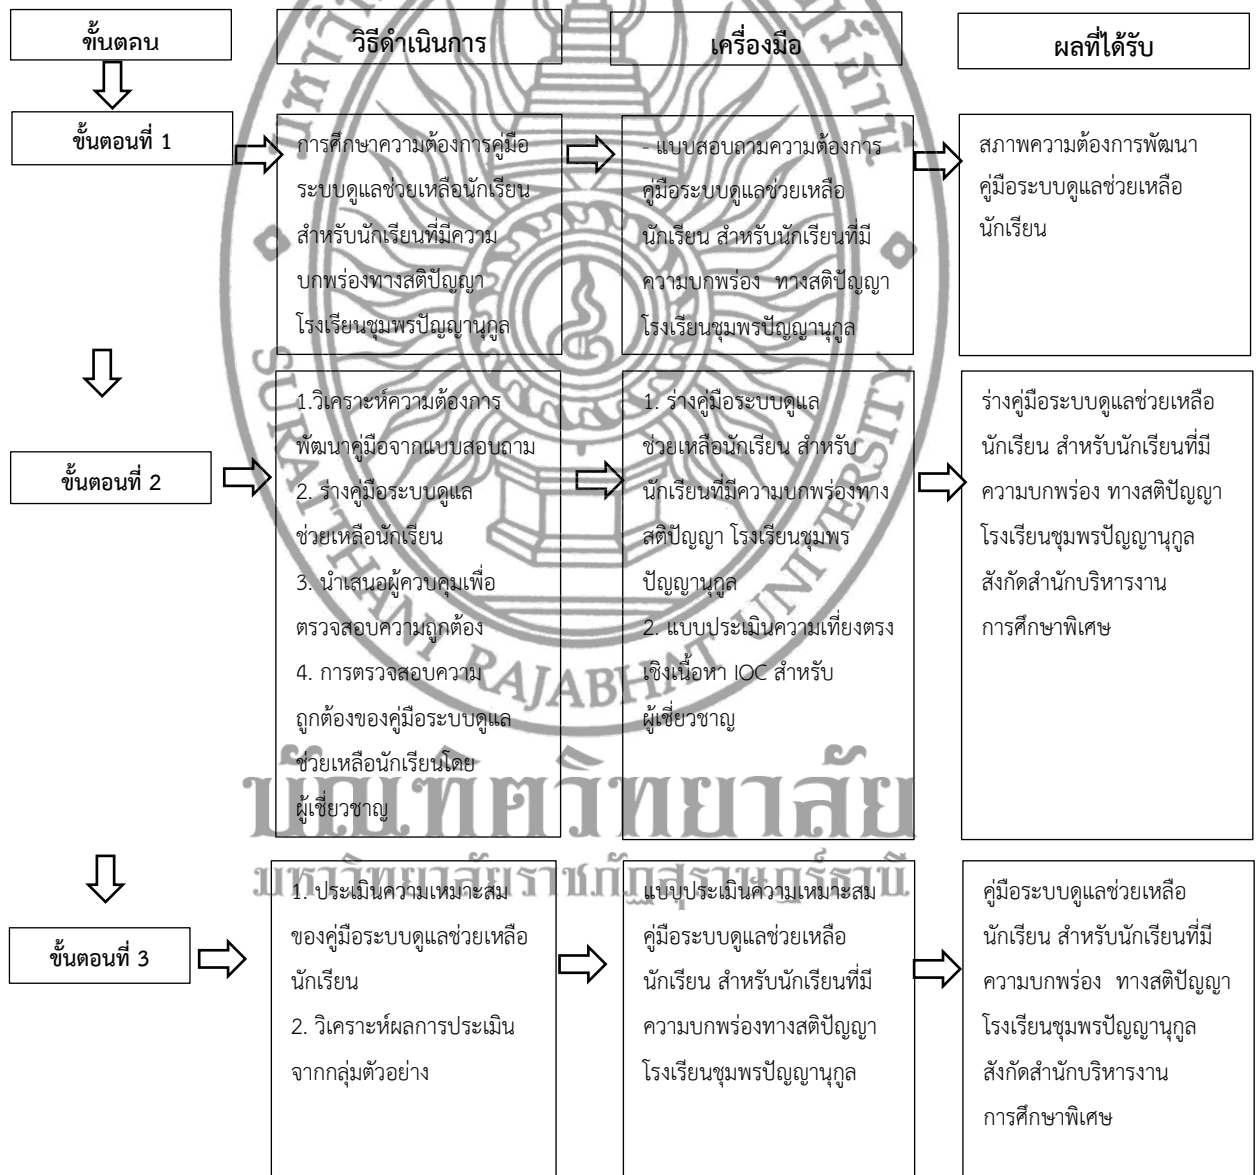 ขั้นตอน
วิธีดำเนินการ
เครื่องมือ
ผลที่ได้รับ
ขั้นตอนที่ 1
การศึกษาความต้องการคู่มือ
ระบบดูแลช่วยเหลือนักเรียน
สำหรับนักเรียนที่มีความ
บกพร่องทางสติปัญญา
โรงเรียนชุมพรปัญญานุกูล
- แบบสอบถามความต้องการ
คู่มือระบบดูแลช่วยเหลือ
นักเรียน สำหรับนักเรียนที่มี
ความบกพร่อง ทางสติปัญญา
โรงเรียนชุมพรปัญญานุกูล
สภาพความต้องการพัฒนา
คู่มือระบบดูแลช่วยเหลือ
นักเรียน
ขั้นตอนที่ 2
1.วิเคราะห์ความต้องการ
พัฒนาคู่มือจากแบบสอบถาม
2. ร่างคู่มือระบบดูแล
ช่วยเหลือนักเรียน
3. นำเสนอผู้ควบคุมเพื่อ
ตรวจสอบความถูกต้อง
4. การตรวจสอบความ
ถูกต้องของคู่มือระบบดูแล
ช่วยเหลือนักเรียนโดย
ผู้เชี่ยวชาญ
1. ร่างคู่มือระบบดูแล
ช่วยเหลือนักเรียน สำหรับ
นักเรียนที่มีความบกพร่องทาง
สติปัญญา โรงเรียนชุมพร
ปัญญานุกูล
2. แบบประเมินความเที่ยงตรง
เชิงเนื้อหา IOC สำหรับ
ผู้เชี่ยวชาญ
ร่างคู่มือระบบดูแลช่วยเหลือ
นักเรียน สำหรับนักเรียนที่มี
ความบกพร่อง ทางสติปัญญา
โรงเรียนชุมพรปัญญานุกูล
สังกัดสำนักบริหารงาน
การศึกษาพิเศษ
ขั้นตอนที่ 3
1. ประเมินความเหมาะสม
ของคู่มือระบบดูแลช่วยเหลือ
นักเรียน
2. วิเคราะห์ผลการประเมิน
จากกลุ่มตัวอย่าง
แบบประเมินความเหมาะสม
คู่มือระบบดูแลช่วยเหลือ
นักเรียน สำหรับนักเรียนที่มี
ความบกพร่องทางสติปัญญา
โรงเรียนชุมพรปัญญานุกูล
คู่มือระบบดูแลช่วยเหลือ
นักเรียน สำหรับนักเรียนที่มี
ความบกพร่อง ทางสติปัญญา
โรงเรียนชุมพรปัญญานุกูล
สังกัดสำนักบริหารงาน
การศึกษาพิเศษ
SURATTHANI RAJABHAT UNIVERSITY
บัณฑิตวิทยาลัย
มหาวิทยาลัยราชภัฏสุราษฎร์ธานี